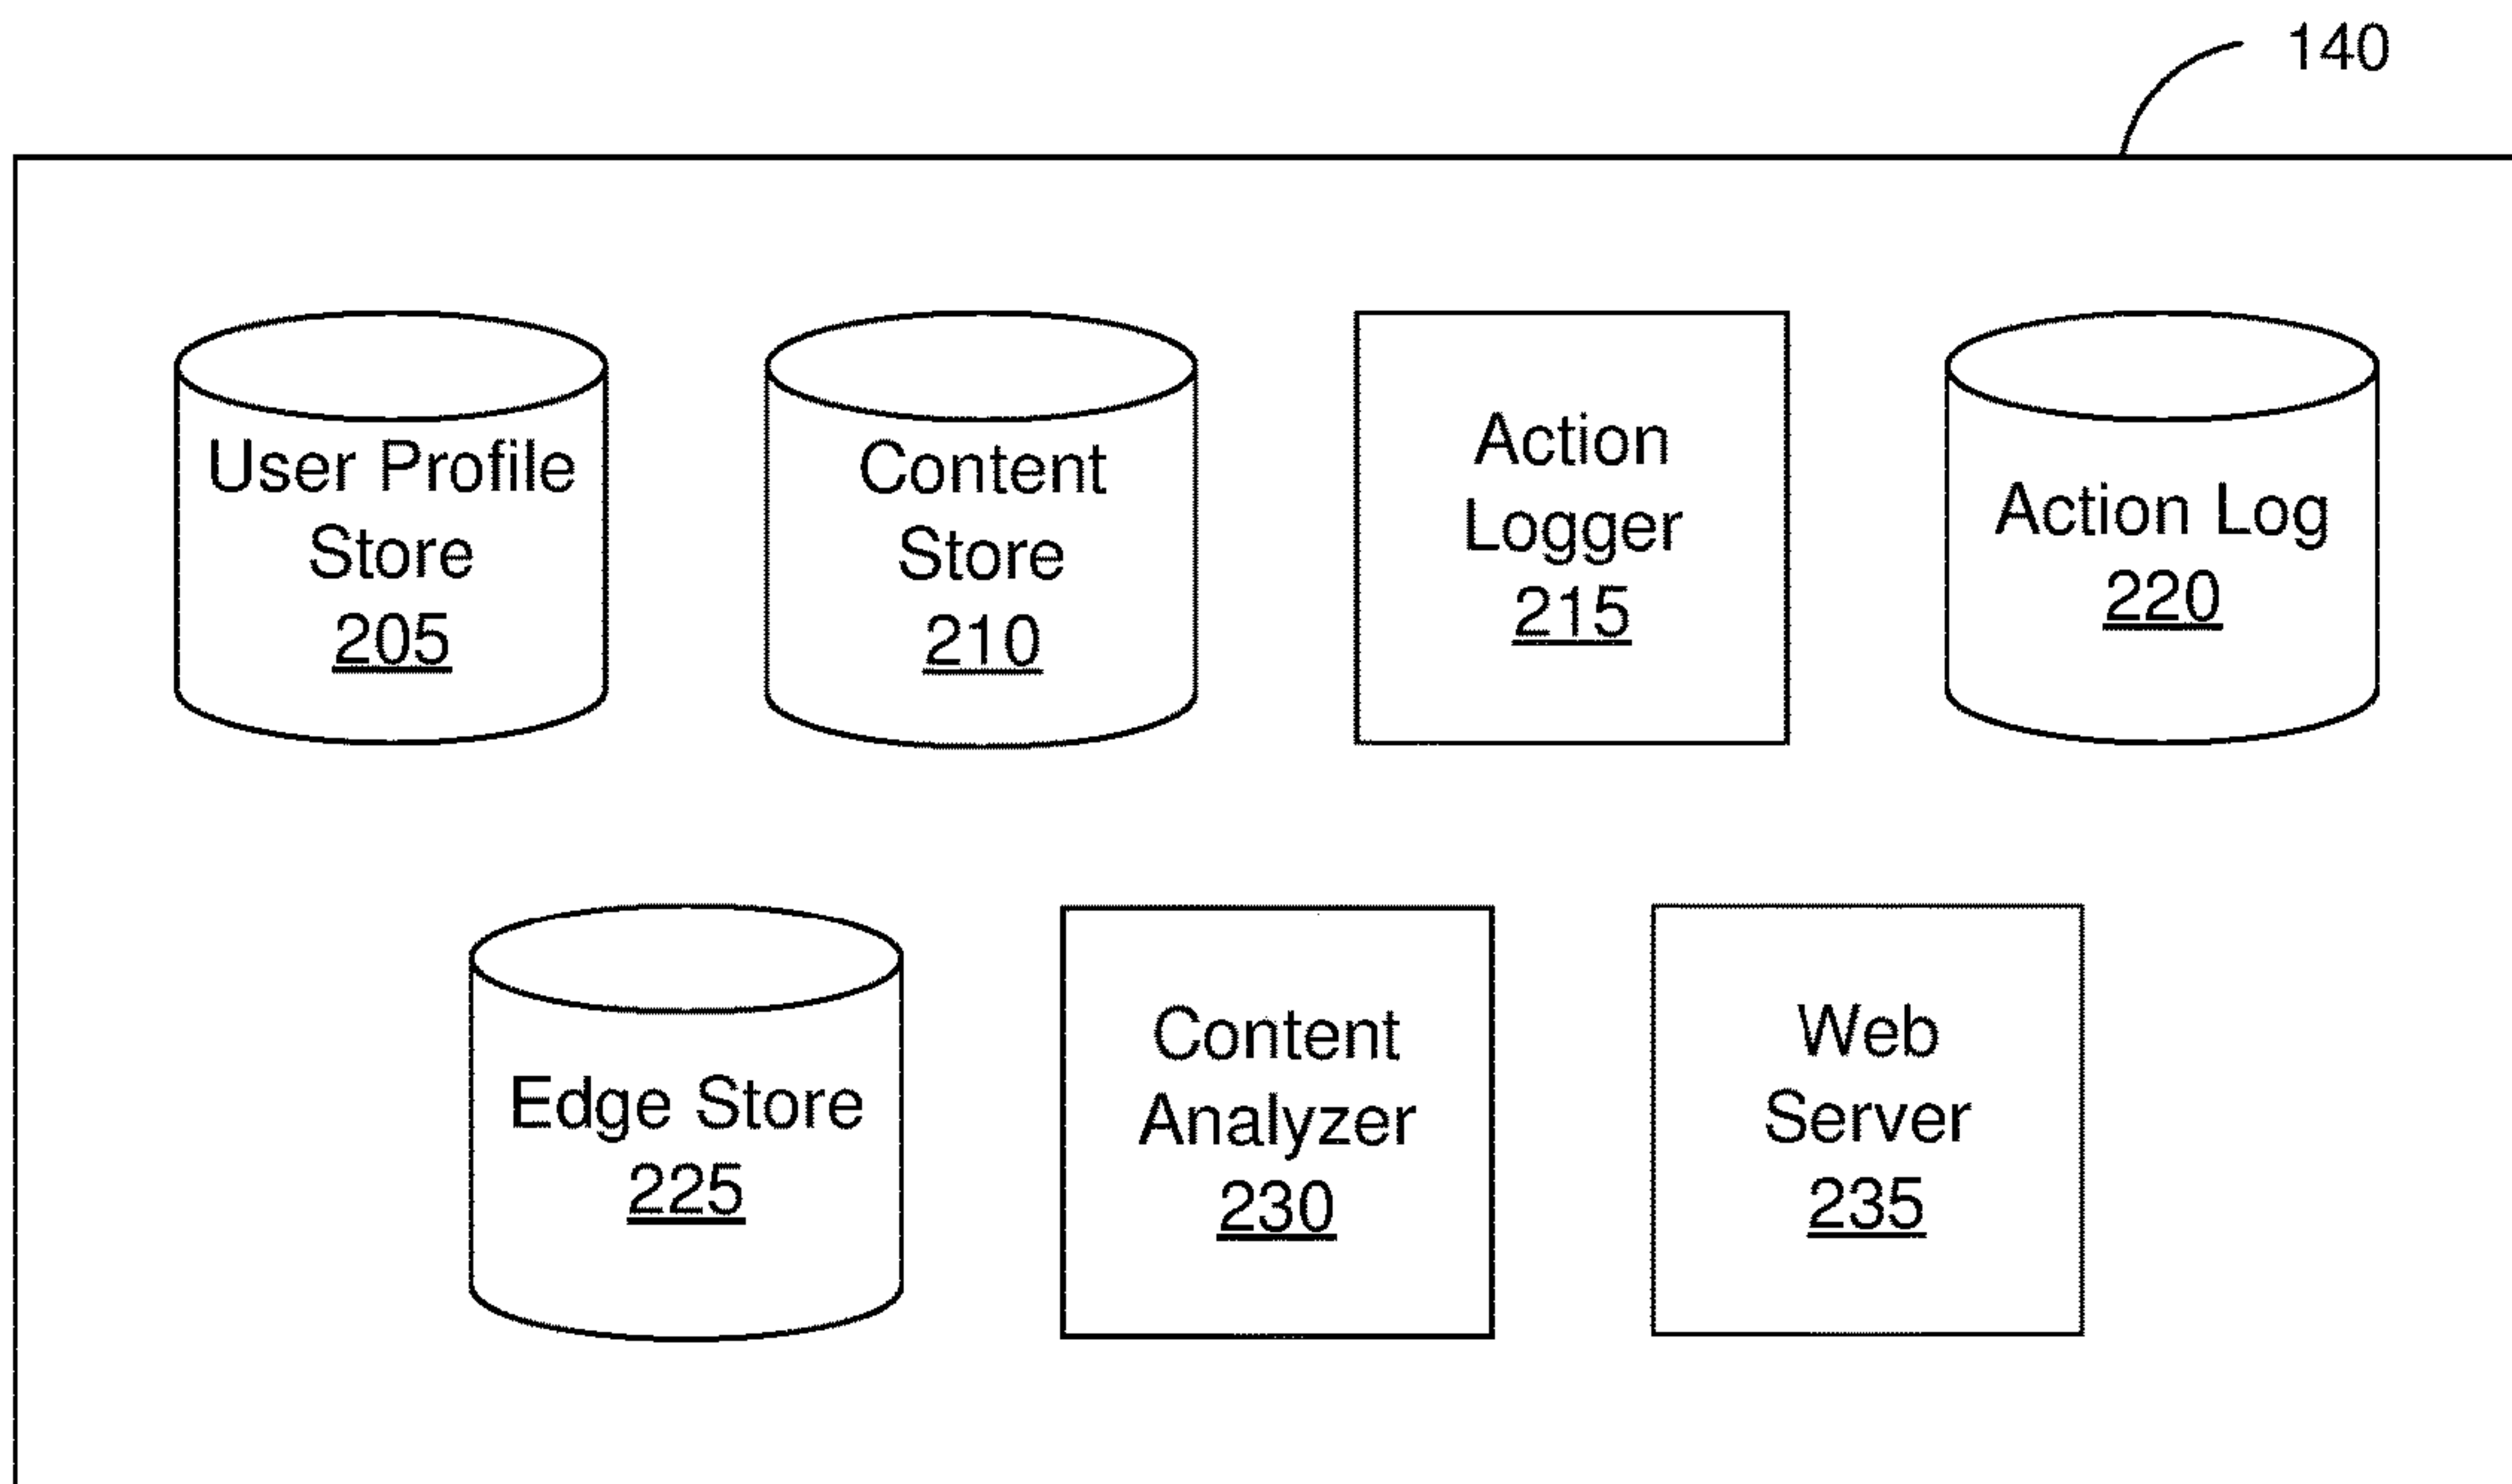 140
User Profile
Store
205
Content
Store
210
Action
Logger
215
Action Log
220
Edge Store
225
Content
Analyzer
230
Web
Server
235